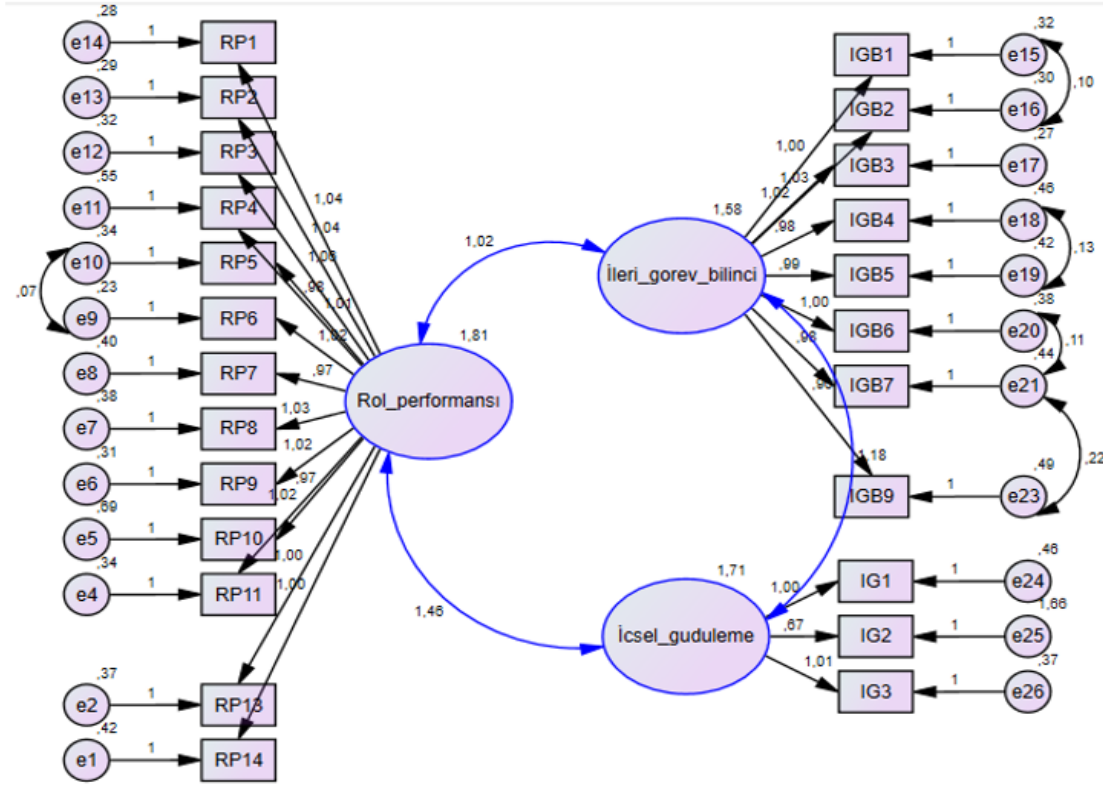 ,28
e14 1 RP1
,29
e13 1 RP2
,32
e12 1 RP3
,55
e11 1 RP4
,34
e10 1 RP5
,23
e9 1 RP6
,40
e8 1 RP7
,38
e7 1 RP8
,31
e6 1 RP9
,69
e5 1 RP10
,34
e4 1 RP11
,37
e2 1 RP13
,42
e1 1 RP14
,07
1,04
1,04
,98
1,01
1,02
,97
1,03
1,02
,97
1,02
1,00
1,00
1,81
Rol_performansı
1,02
1,46
1,58
İleri_gorev_bilinci
1,71
İcsel_guduleme
1,18
1,00
1,02
1,03
,98
,99
1,00
,98
1,00
,67
1,01
,32
IGB1 1 e15
,30
IGB2 1 e16
,27
IGB3 1 e17
,46
IGB4 1 e18
,42
IGB5 1 e19
,38
IGB6 1 e20
,44
IGB7 1 e21
,49
IGB9 1 e23
,46
IG1 1 e24
1,66
IG2 1 e25
,37
IG3 1 e26
,10
,13
,11
,22